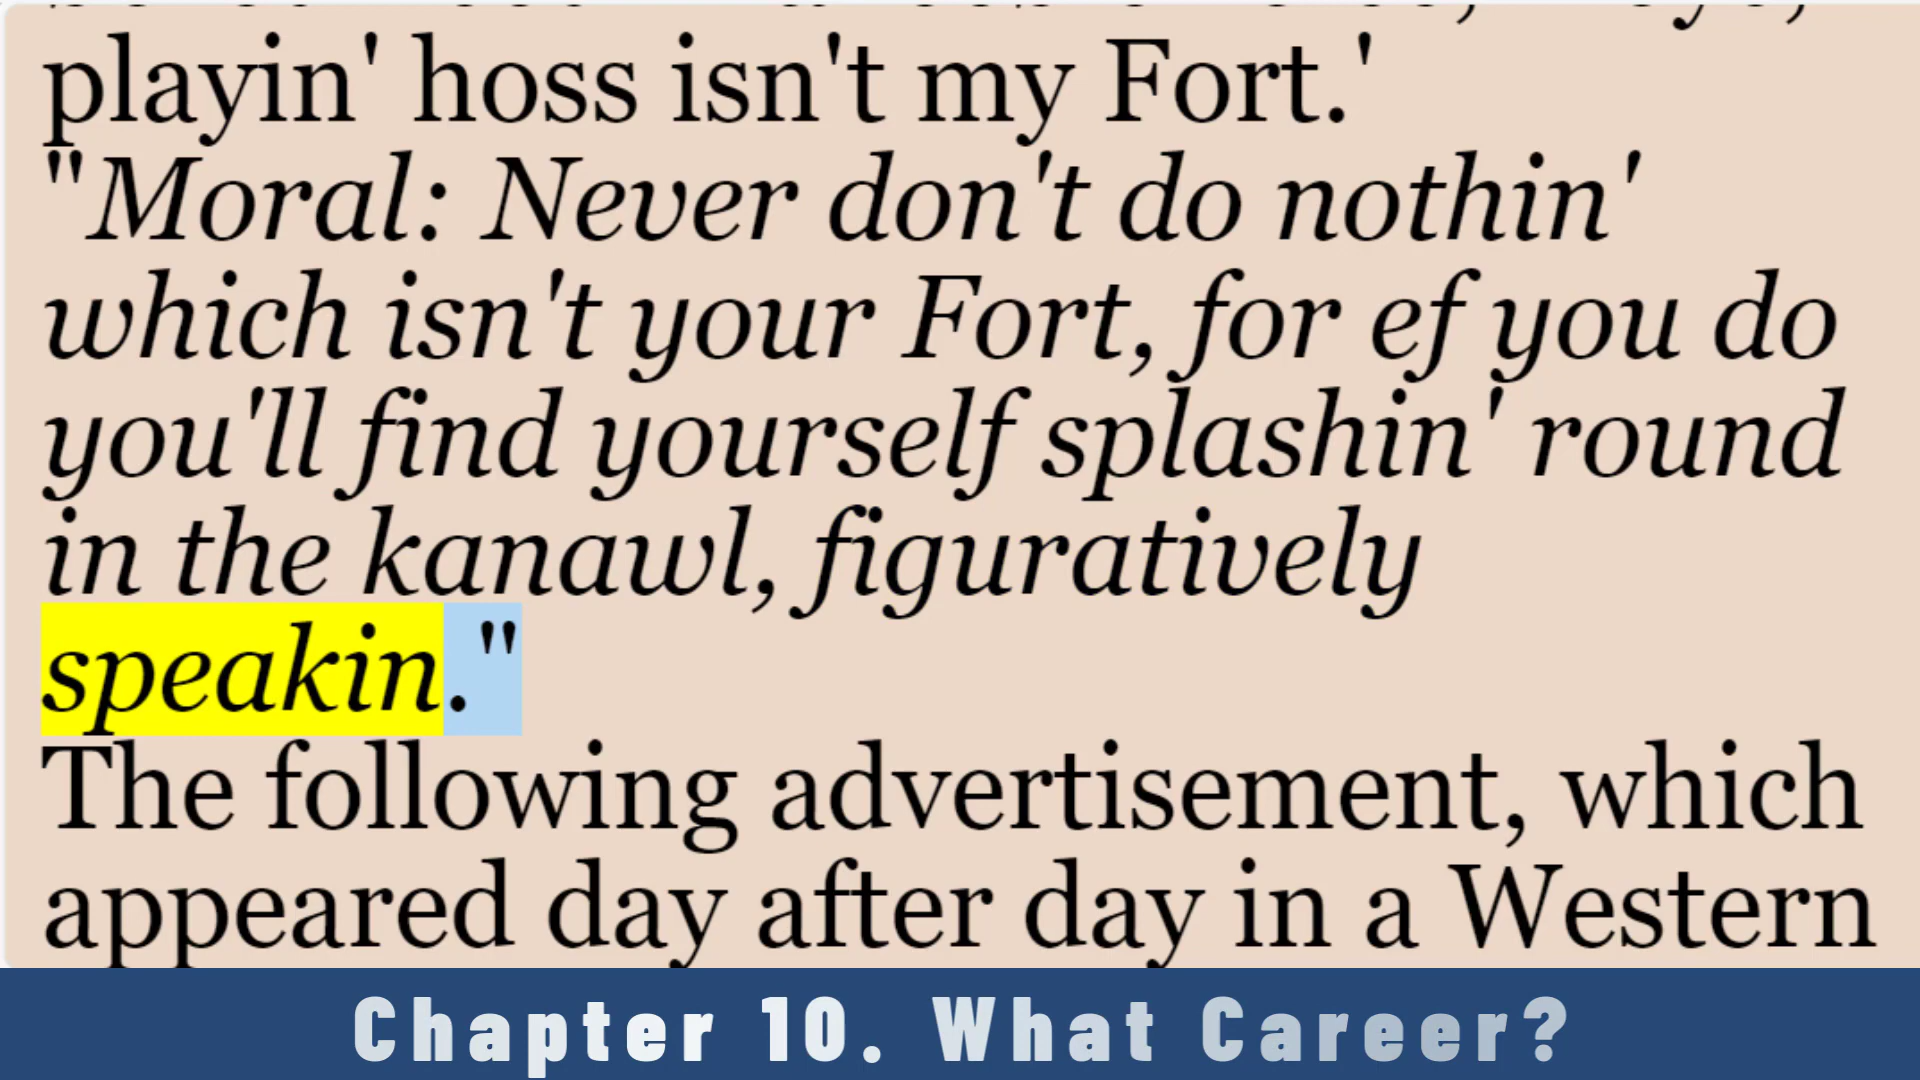 playin' hoss isn't my Fort.'
"Moral: Never don't do nothin'
which isn't your Fort, for ef you do
you'll find yourself splashin' round
in the kanawl, figuratively
speakin."
The following advertisement, which
appeared day after day in a Western
Chapter 10. What Career?